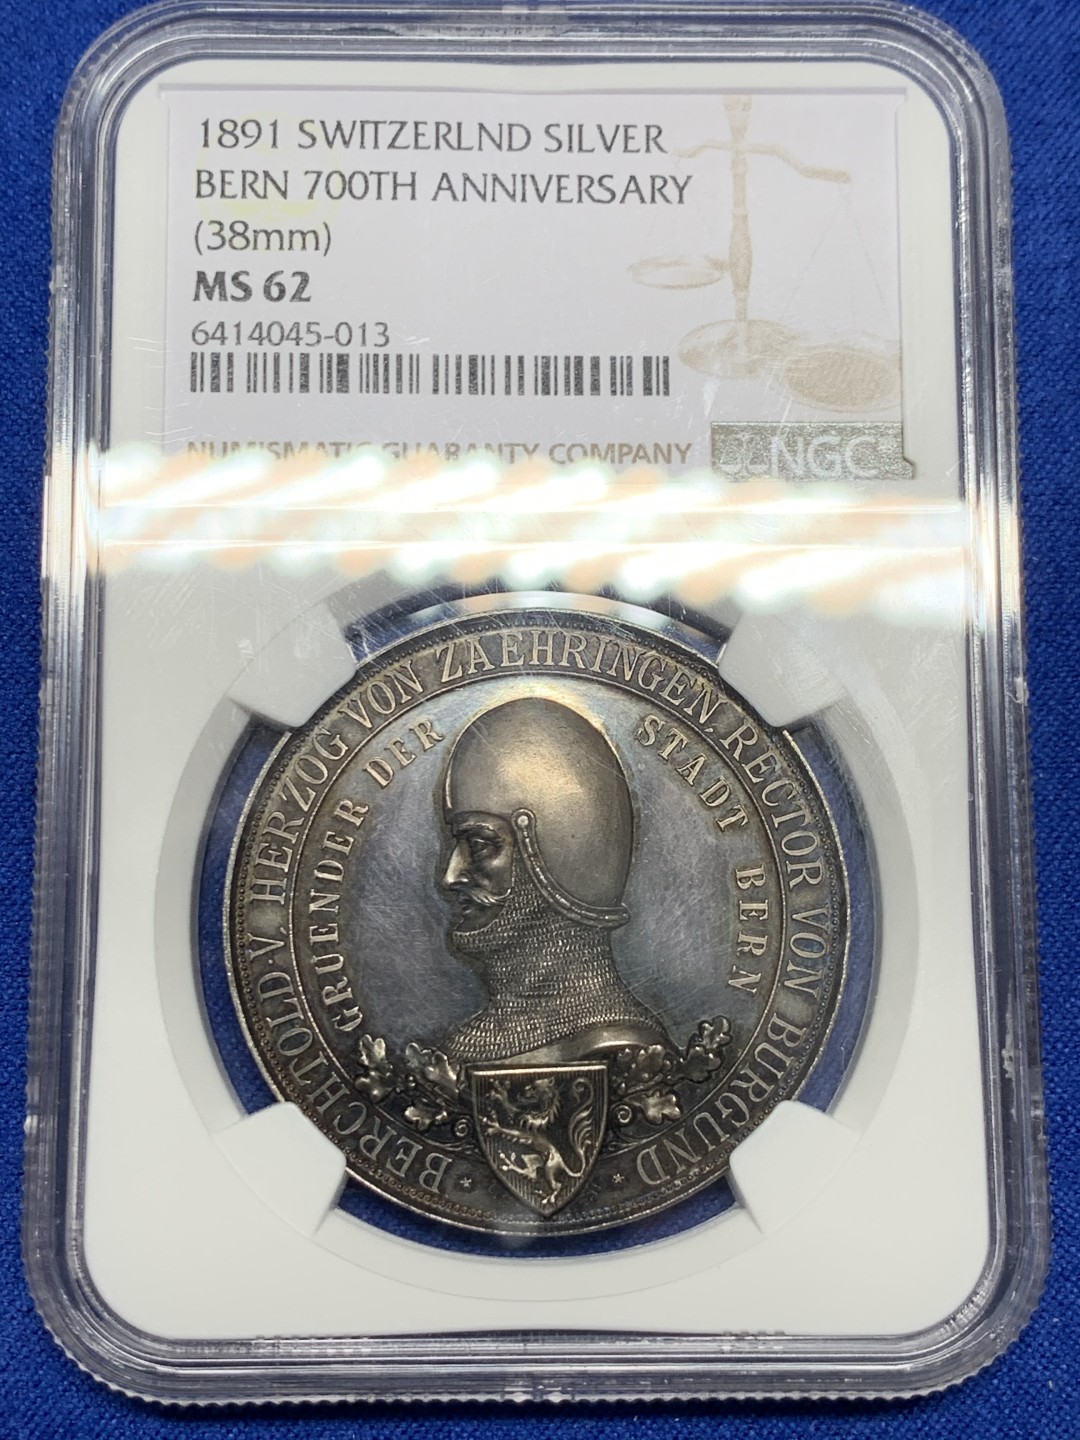 1891 SWITZERLND SILVER
BERN 700TH ANNIVERSARY
(38mm)
MS 62
6414045-013
NUMISMATIC GUARANTY COMPANY
NGC
BERCHTOLD·V, HERZOG VON ZAEHRINGEN, RECTOR VON BURGUND
GRUENDER DER STADT BERN